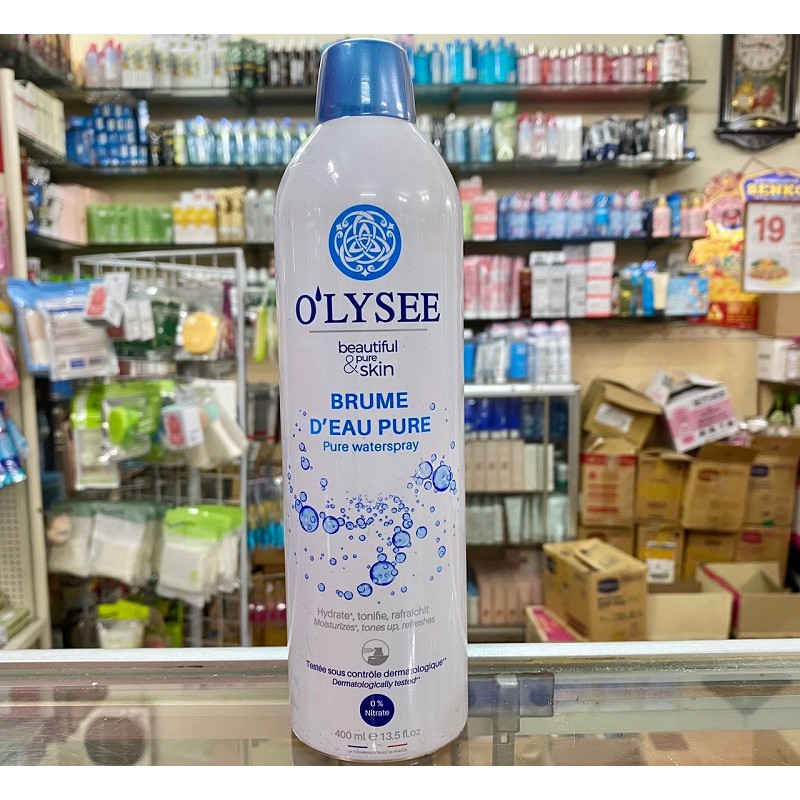 O'LYSEE
beautiful
& pure
skin
BRUME
D'EAU PURE
Pure waterspray
Hydrate*, tonifie, rafraîchit
Moisturizes*, tones up, refreshes
Testée sous contrôle dermatologique**
Dermatologically tested**
0 %
Nitrate
400 ml ℮ 13.5 fl.oz
BENKO
19